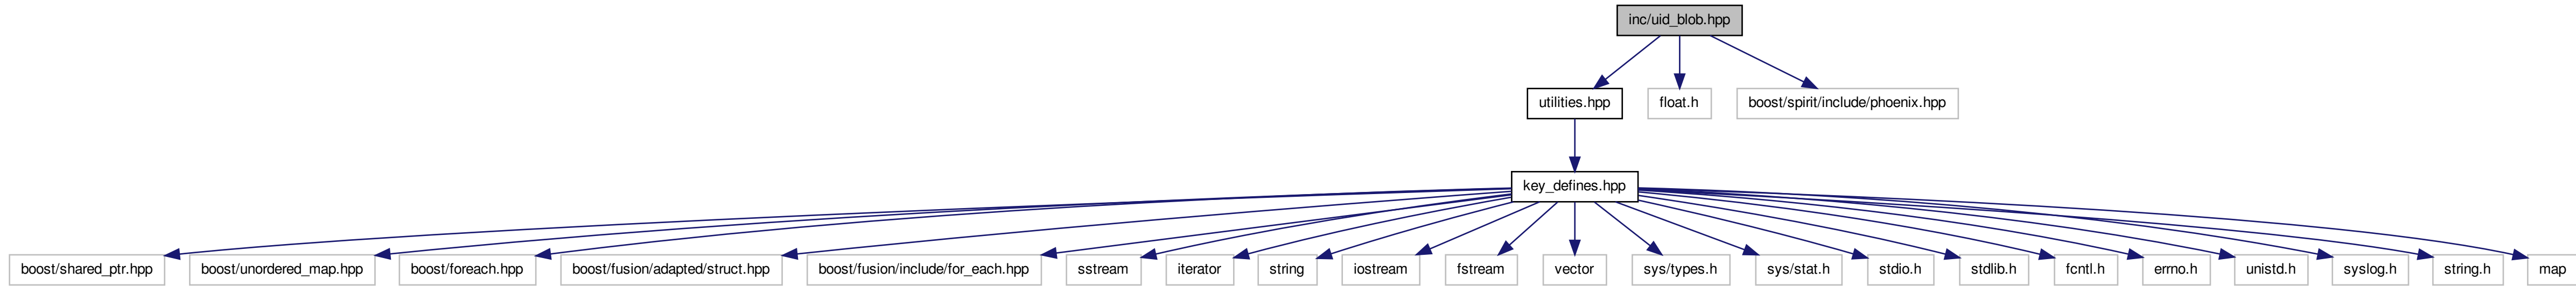 inc/uid_blob.hpp
utilities.hpp
float.h
boost/spirit/include/phoenix.hpp
key_defines.hpp
boost/shared_ptr.hpp
boost/unordered_map.hpp
boost/foreach.hpp
boost/fusion/adapted/struct.hpp
boost/fusion/include/for_each.hpp
sstream
iterator
string
iostream
fstream
vector
sys/types.h
sys/stat.h
stdio.h
stdlib.h
fcntl.h
errno.h
unistd.h
syslog.h
string.h
map